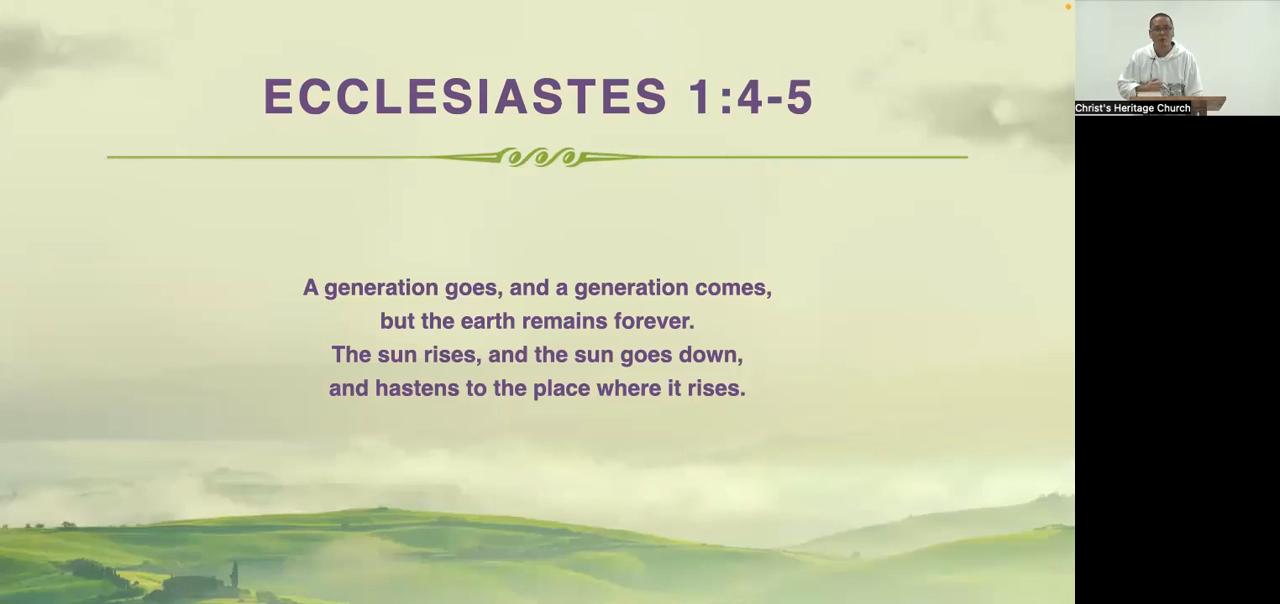 ECCLESIASTES 1:4-5
A generation goes, and a generation comes,
but the earth remains forever.
The sun rises, and the sun goes down,
and hastens to the place where it rises.
Christ's Heritage Church